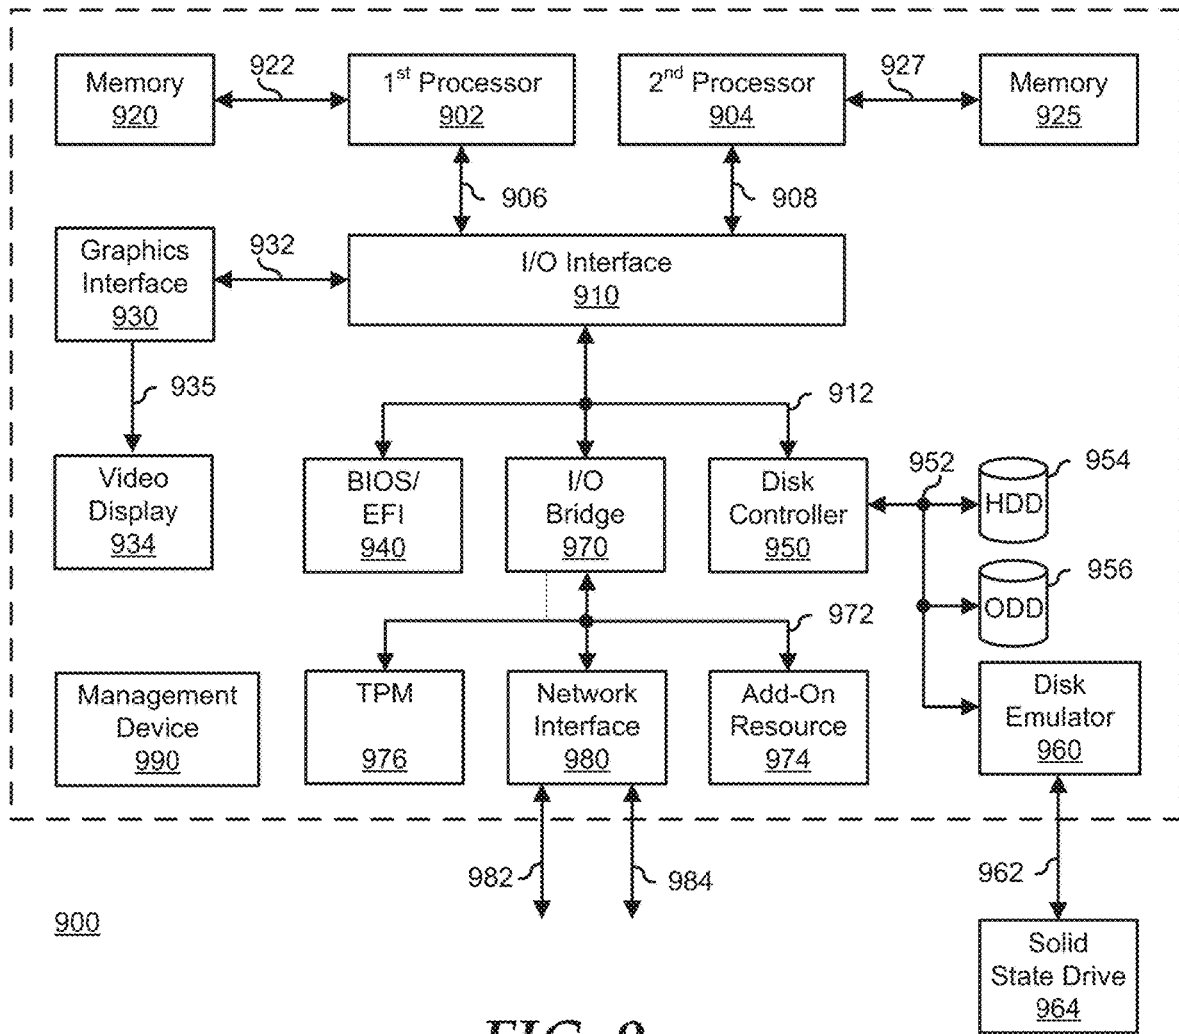 922
927
Memory
920
1st Processor
902
2nd Processor
904
Memory
925
906
908
Graphics
Interface
930
932
I/O Interface
910
935
912
Video
Display
934
BIOS/
EFI
940
I/O
Bridge
970
Disk
Controller
950
952
HDD
954
ODD
956
972
Management
Device
990
TPM
976
Network
Interface
980
Add-On
Resource
974
Disk
Emulator
960
982
984
962
900
Solid
State Drive
964